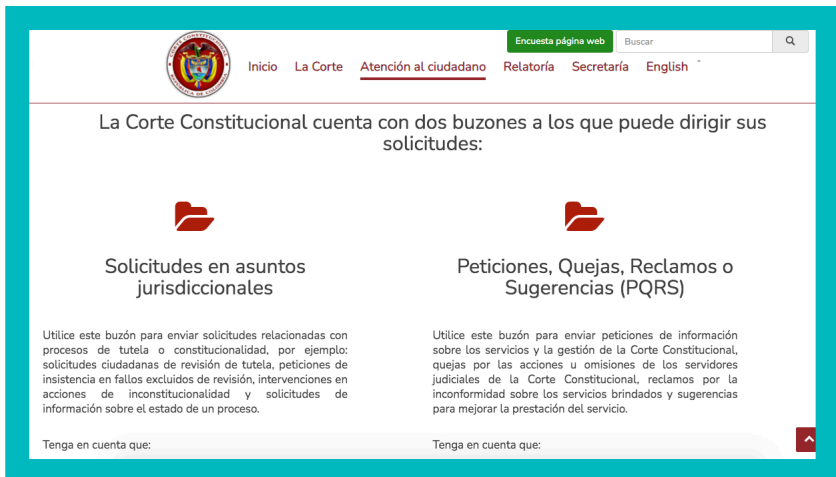 Encuesta página web
Buscar
CORTE CONSTITUCIONAL
REPÚBLICA DE COLOMBIA
Inicio La Corte Atención al ciudadano Relatoría Secretaría English
La Corte Constitucional cuenta con dos buzones a los que puede dirigir sus
solicitudes:
Solicitudes en asuntos
jurisdiccionales
Utilice este buzón para enviar solicitudes relacionadas con
procesos de tutela o constitucionalidad, por ejemplo:
solicitudes ciudadanas de revisión de tutela, peticiones de
insistencia en fallos excluidos de revisión, intervenciones en
acciones de inconstitucionalidad y solicitudes de
información sobre el estado de un proceso.
Tenga en cuenta que:
Peticiones, Quejas, Reclamos o
Sugerencias (PQRS)
Utilice este buzón para enviar peticiones de información
sobre los servicios y la gestión de la Corte Constitucional,
quejas por las acciones u omisiones de los servidores
judiciales de la Corte Constitucional, reclamos por la
inconformidad sobre los servicios brindados y sugerencias
para mejorar la prestación del servicio.
Tenga en cuenta que: